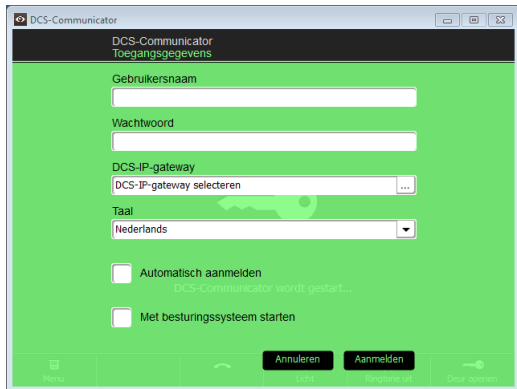 DCS-Communicator
DCS-Communicator
Toegangsgegevens
Gebruikersnaam
Wachtwoord
DCS-IP-gateway
DCS-IP-gateway selecteren
...
Taal
Nederlands
Automatisch aanmelden
DCS-Communicator wordt gestart...
Met besturingssysteem starten
Annuleren Aanmelden
Menu Licht Ringtone uit Deur openen